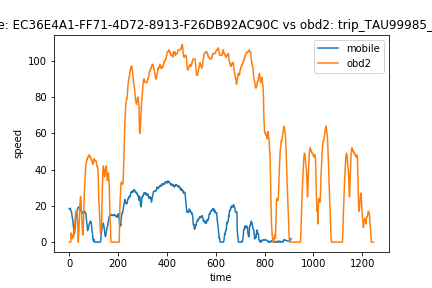 e: EC36E4A1-FF71-4D72-8913-F26DB92AC90C vs obd2: trip_TAU99985_
mobile
obd2
speed
100
80
60
40
20
0
0 200 400 600 800 1000 1200
time